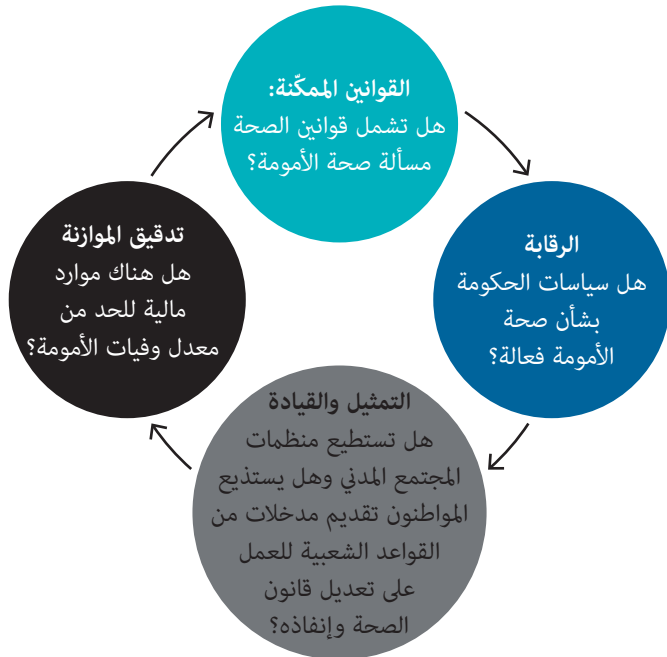 القوانين الممكّنة:
هل تشمل قوانين الصحة
مسألة صحة الأمومة؟
الرقابة
هل سياسات الحكومة
بشأن صحة
الأمومة فعالة؟
التمثيل والقيادة
هل تستطيع منظمات
المجتمع المدني وهل يستذيع
المواطنون تقديم مدخلات من
القواعد الشعبية للعمل
على تعديل قانون
الصحة وإنفاذه؟
تدقيق الموازنة
هل هناك موارد
مالية للحد من
معدل وفيات الأمومة؟